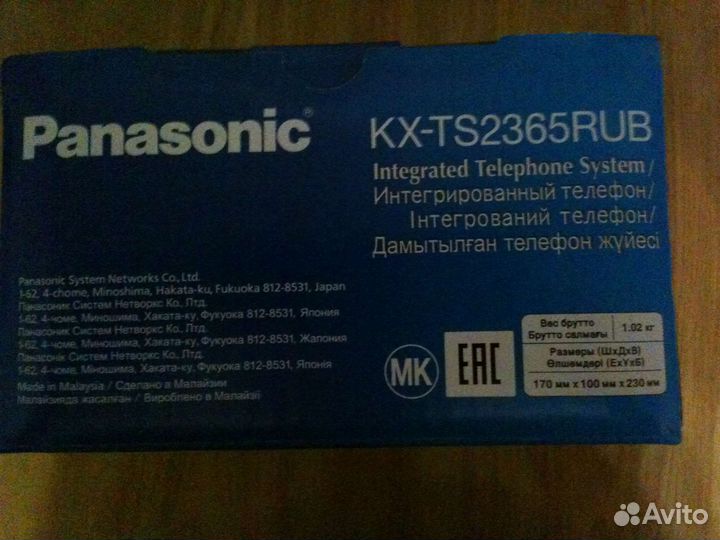 Panasonic®
KX-TS2365RUB
Integrated Telephone System/
Интегрированный телефон/
Інтегрований телефон/
Дамытылған телефон жүйесі
Panasonic System Networks Co., Ltd.
1-62, 4-chome, Minoshima, Hakata-ku, Fukuoka 812-8531, Japan
Панасоник Систем Нетворкс Ко., Лтд.
1-62, 4-чоме, Миношима, Хаката-ку, Фукуока 812-8531, Япония
Панасоник Систем Нетворкс Ко., Лтд.
1-62, 4-чоме, Миношима, Хаката-ку, Фукуока 812-8531, Жапония
Панасонік Систем Нетворкс Ко., Лтд.
1-62, 4-чоме, Міношима, Хаката-ку, Фукуока 812-8531, Японія
Made in Malaysia / Сделано в Малайзии
Малайзияда жасалған / Вироблено в Малайзії
МК
EAC
Вес брутто
Брутто салмағы
1.02 кг
Размеры (ШхДхВ)
Өлшемдері (ЕхҰхБ)
170 мм x 100 мм x 230 мм
Avito